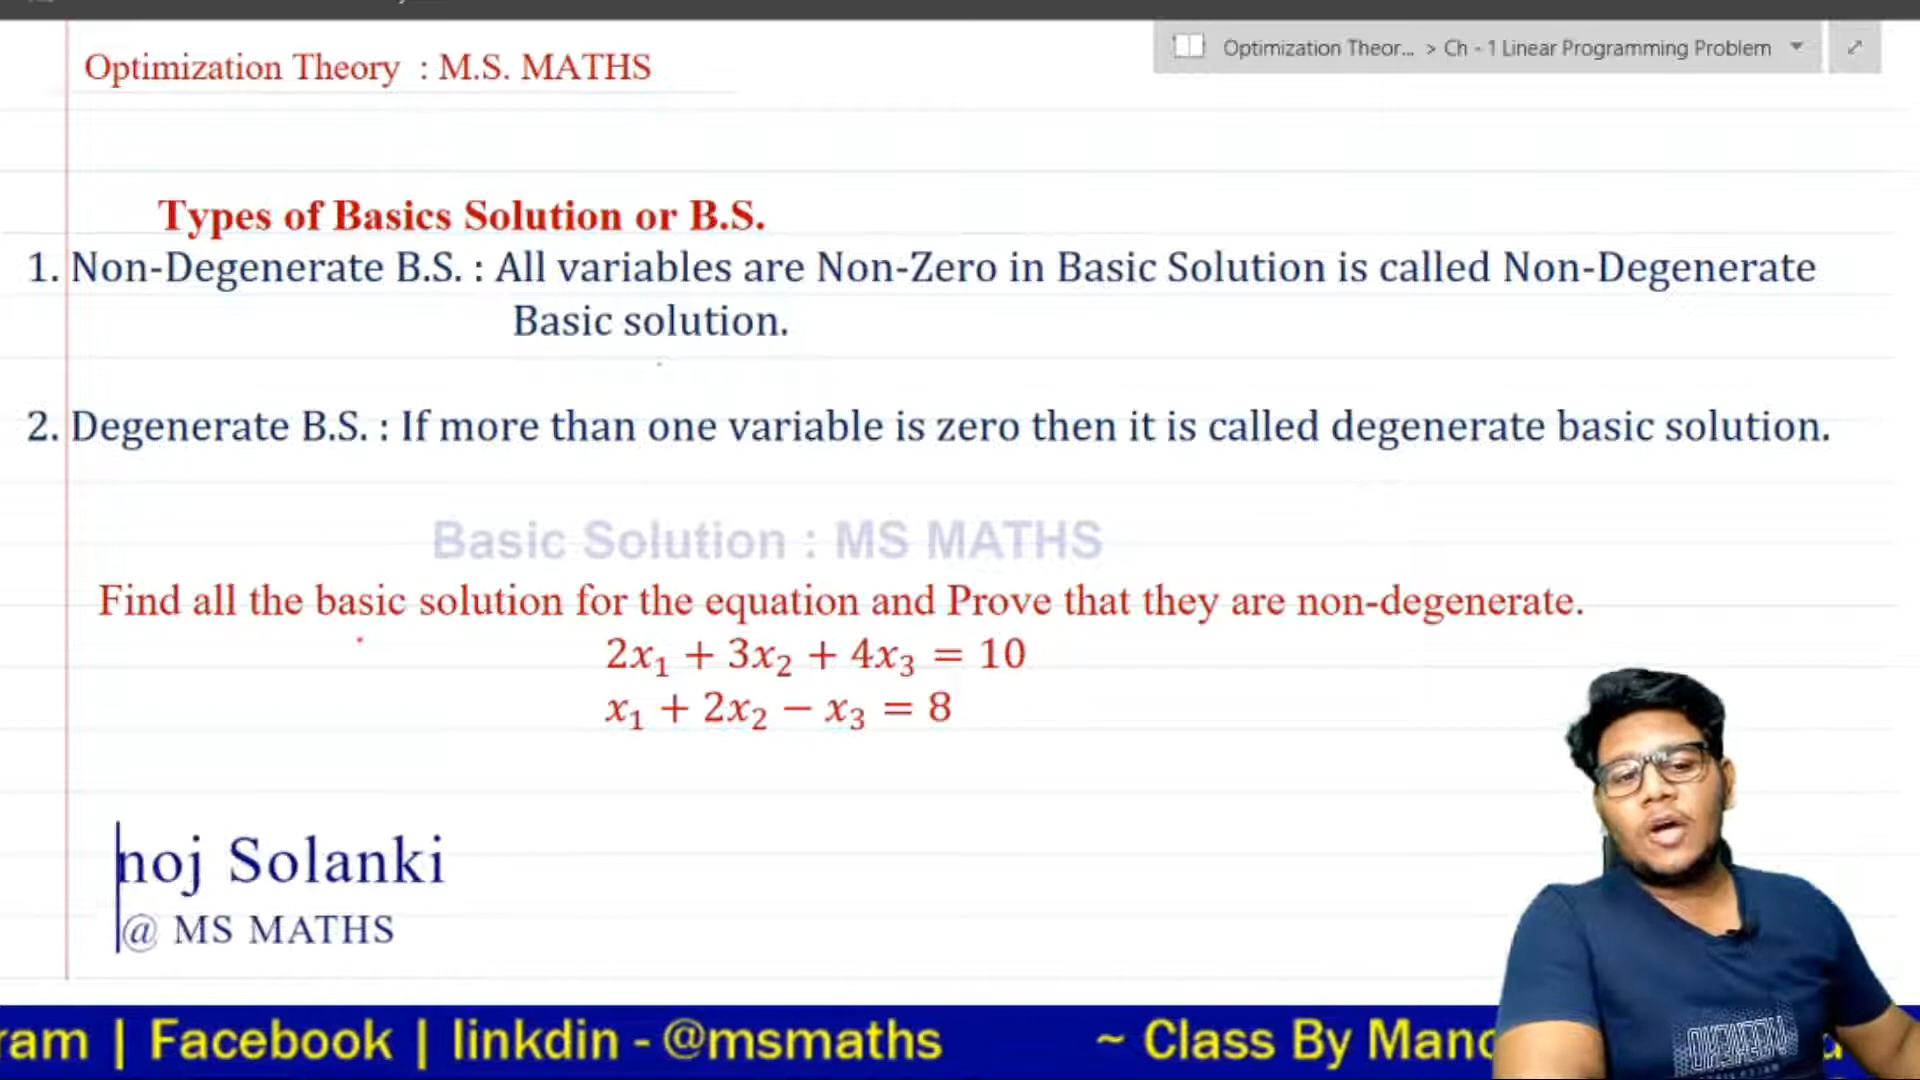 Optimization Theory : M.S. MATHS
Optimization Theor... > Ch - 1 Linear Programming Problem
Types of Basics Solution or B.S.
1. Non-Degenerate B.S. : All variables are Non-Zero in Basic Solution is called Non-Degenerate
Basic solution.
2. Degenerate B.S. : If more than one variable is zero then it is called degenerate basic solution.
Basic Solution : MS MATHS
Find all the basic solution for the equation and Prove that they are non-degenerate.
2x₁ + 3x₂ + 4x₃ = 10
x₁ + 2x₂ − x₃ = 8
noj Solanki
@ MS MATHS
ram | Facebook | linkdin - @msmaths ~ Class By Mano